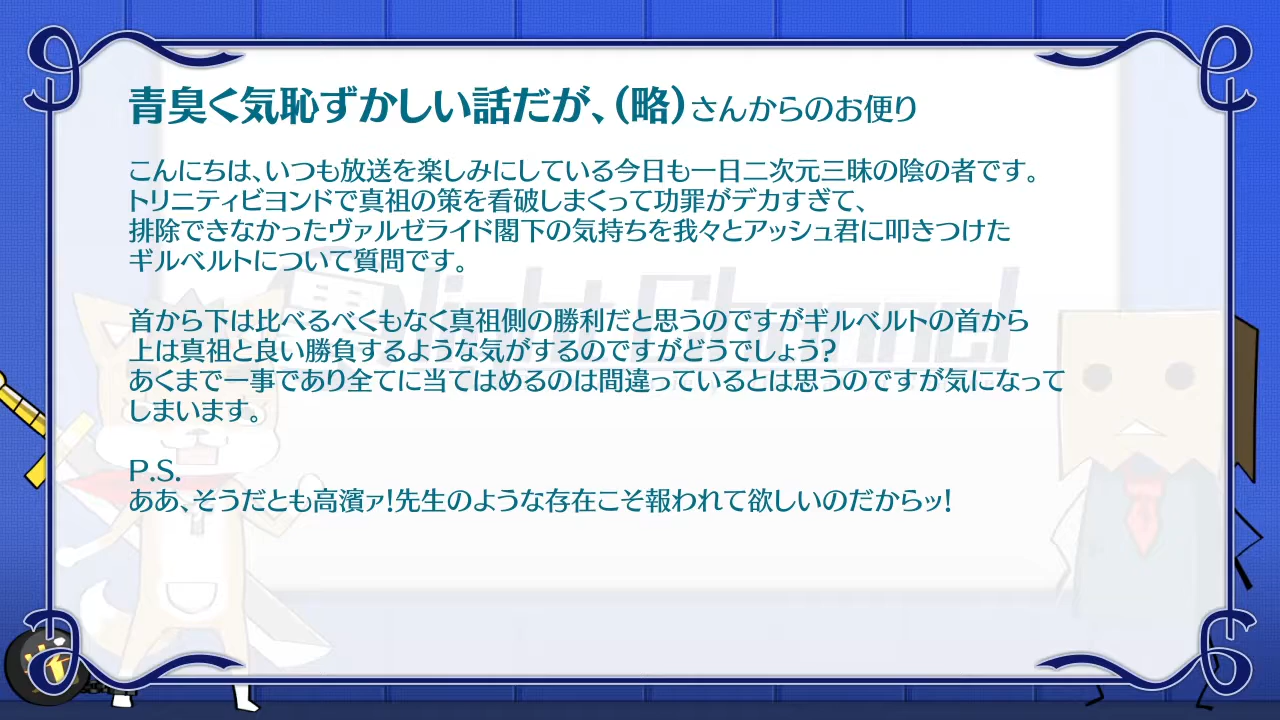 青臭く気恥ずかしい話だが、（略）さんからのお便り
こんにちは、いつも放送を楽しみにしている今日も一日二次元三昧の陰の者です。
トリニティビヨンドで真祖の策を看破しまくって功罪がデカすぎて、
排除できなかったヴァルゼライド閣下の気持ちを我々とアッシュ君に叩きつけた
ギルベルトについて質問です。
首から下は比べるべくもなく真祖側の勝利だと思うのですがギルベルトの首から
上は真祖と良い勝負するような気がするのですがどうでしょう?
あくまで一事であり全てに当てはめるのは間違っているとは思うのですが気になって
しまいます。
P.S.
ああ、そうだとも高濱ァ!先生のような存在こそ報われて欲しいのだからッ!
裏Night Channel